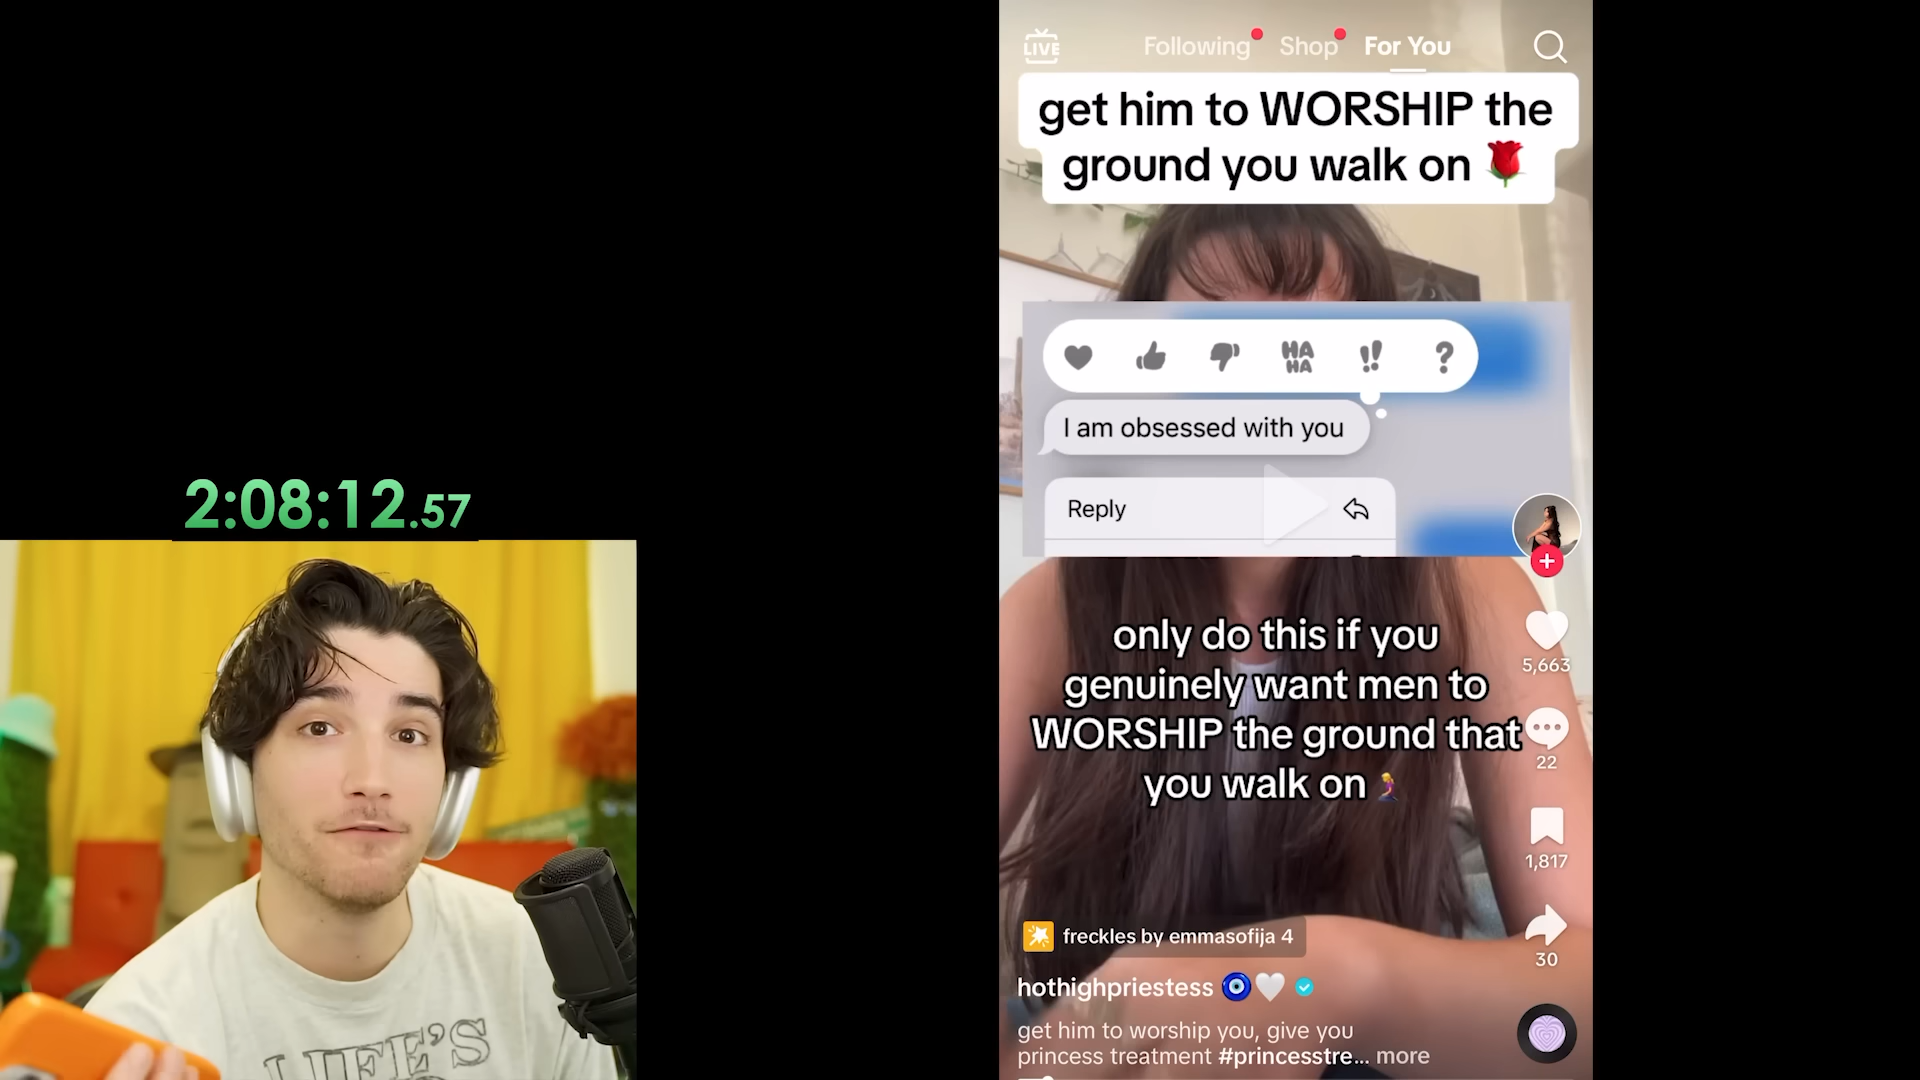 2:08:12.57
LIFE'S
LIVE
Following
Shop
For You
get him to WORSHIP the
ground you walk on 🌹
HA
HA
!!
?
I am obsessed with you
Reply
only do this if you
genuinely want men to
WORSHIP the ground that
you walk on 🧎‍♀️
5,663
22
1,817
30
freckles by emmasofija 4
hothighpriestess 🧿🤍
get him to worship you, give you
princess treatment #princesstre... more